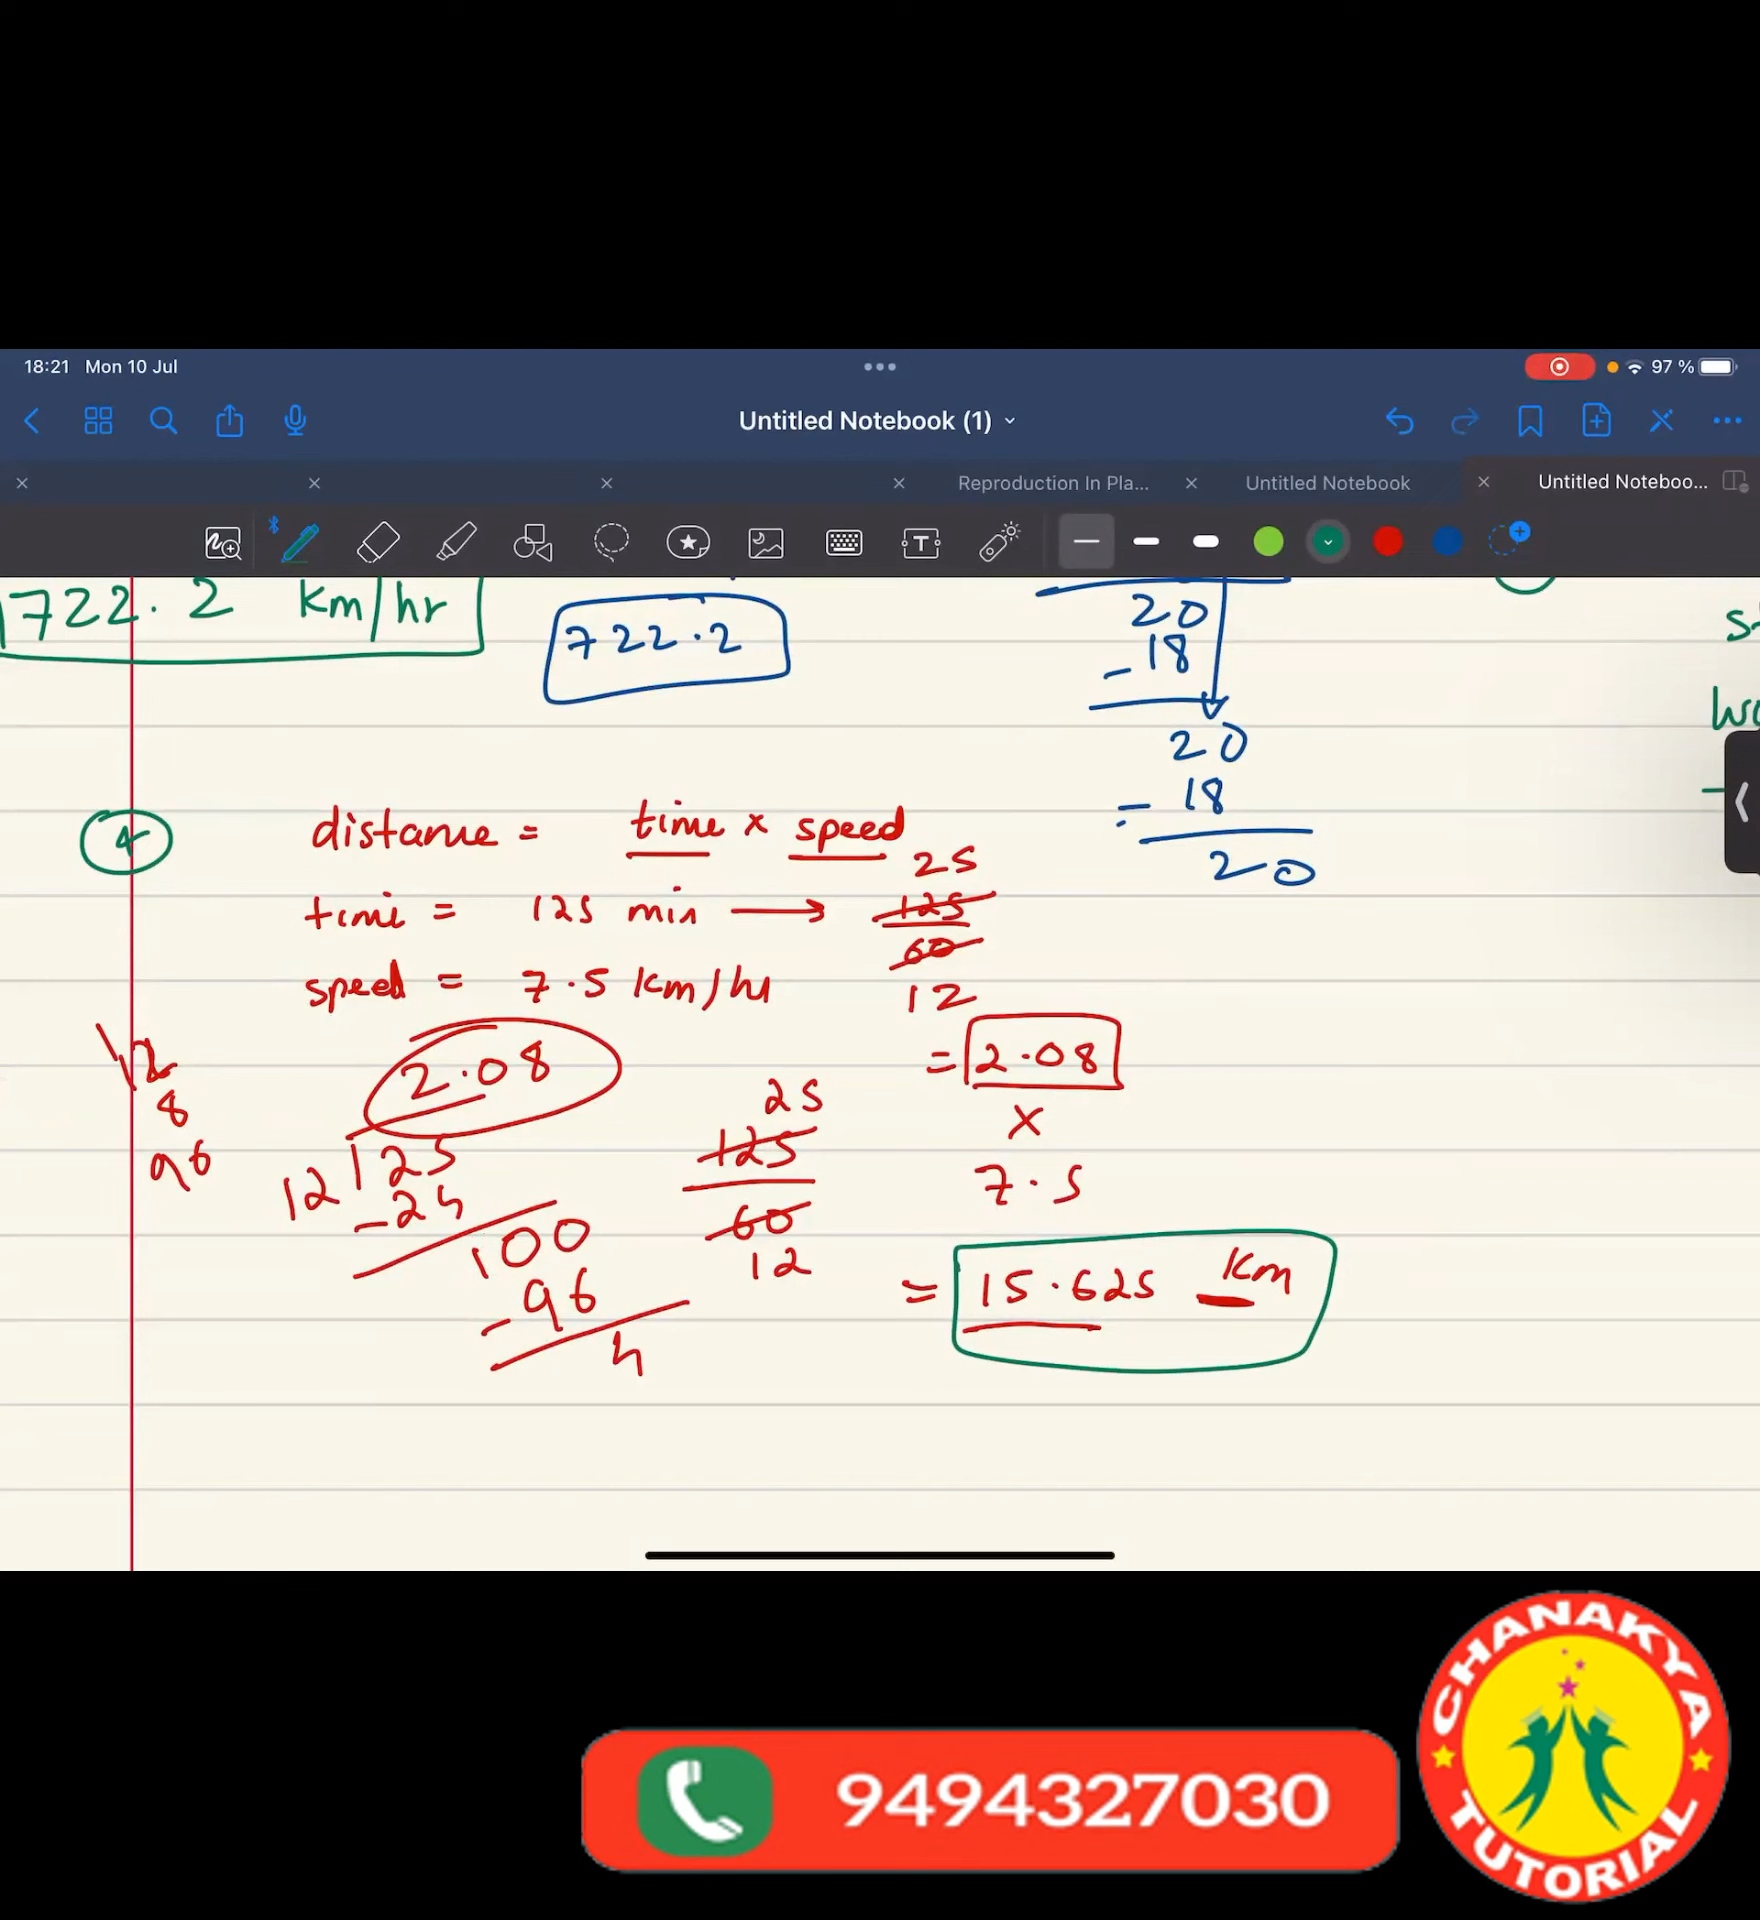 18:21 Mon 10 Jul
97 %
Untitled Notebook (1)
Reproduction In Pla...
Untitled Notebook
Untitled Noteboo...
T
722.2 Km/hr
722.2
20
-18
20
-18
20
4
distance = time x speed
25
time = 125 min → 125
60
speed = 7.5 km/hr
12
2.08
= 2.08
12
8
96
25
x
12 125
125
7.5
-24
60
100
12
-96
= 15.625 Km
4
9494327030
CHANAKYA
TUTORIAL